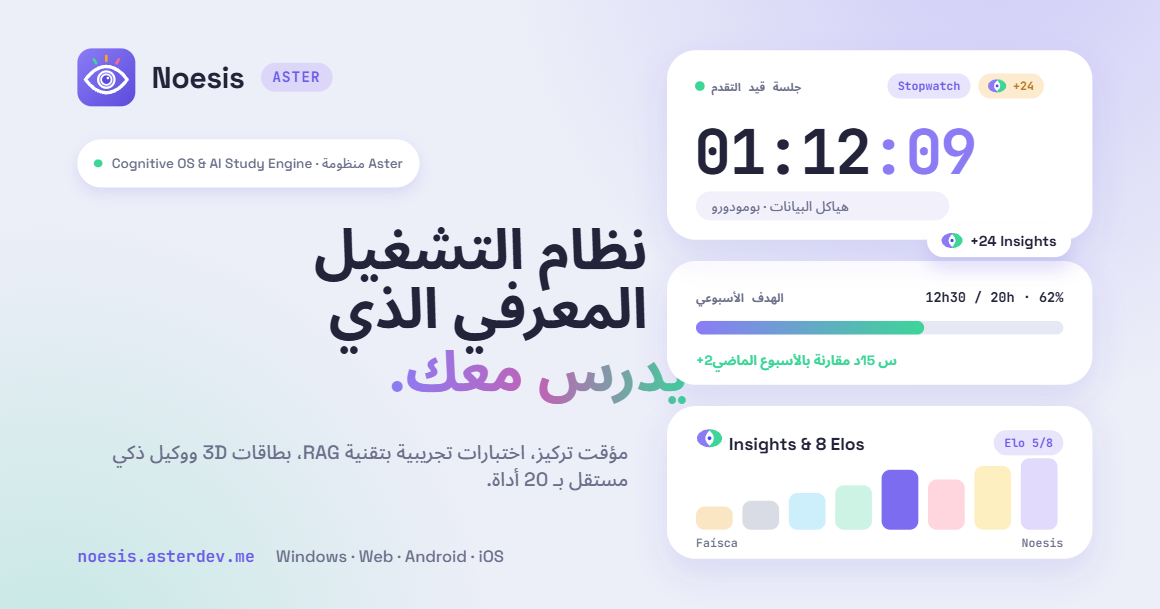 Noesis ASTER
Cognitive OS & AI Study Engine · منظومة Aster
نظام التشغيل
المعرفي الذي
يدرس معك.
مؤقت تركيز، اختبارات تجريبية بتقنية RAG، بطاقات 3D ووكيل ذكي
مستقل بـ 20 أداة.
noesis.asterdev.me Windows · Web · Android · iOS
جلسة قيد التقدم Stopwatch +24
01:12:09
هياكل البيانات · بومودورو
+24 Insights
الهدف الأسبوعي 12h30 / 20h · 62%
+2س 15د مقارنة بالأسبوع الماضي
Insights & 8 Elos Elo 5/8
Faísca Noesis